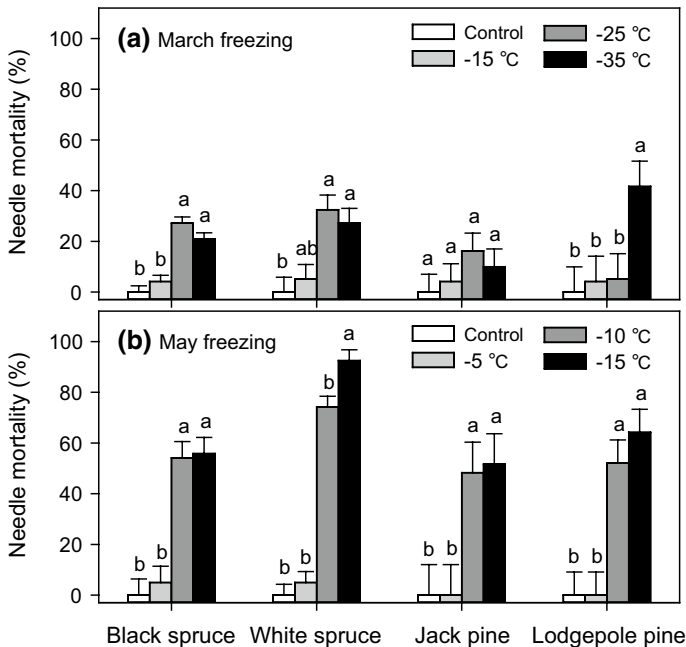 (a) March freezing
Control -25 °C
-15 °C -35 °C
Needle mortality (%)
100
80
60
40
20
0
b b a a
b ab a a
a a a a
b b b a
(b) May freezing
Control -10 °C
-5 °C -15 °C
Needle mortality (%)
100
80
60
40
20
0
b b a a
b b b a
b b a a
b b a a
Black spruce White spruce Jack pine Lodgepole pine